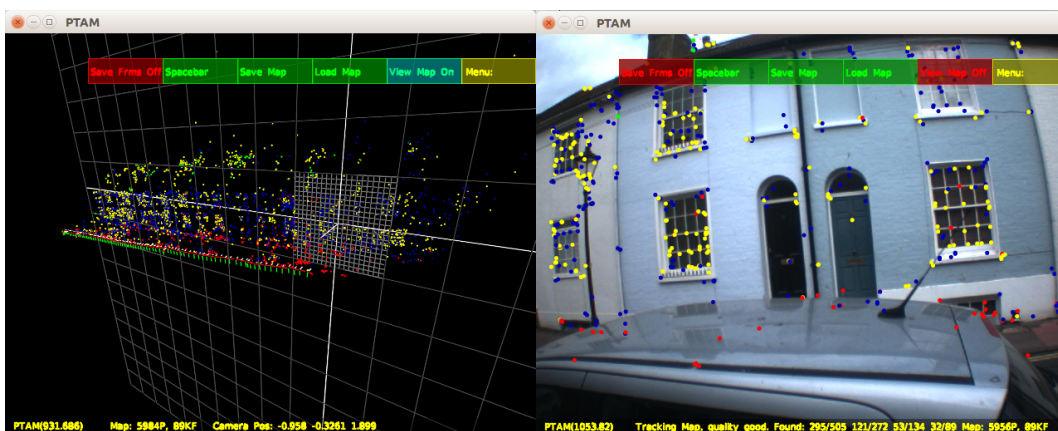 PTAM
Save Frms Off Spacebar Save Map Load Map View Map On Menu:
PTAM(931.686) Map: 5984P, 89KF Camera Pos: -0.958 -0.3261 1.899
PTAM
Save Frms Off Spacebar Save Map Load Map View Map Off Menu:
PTAM(1053.82) Tracking Map, quality good. Found: 295/505 121/272 53/134 32/89 Map: 5956P, 89KF